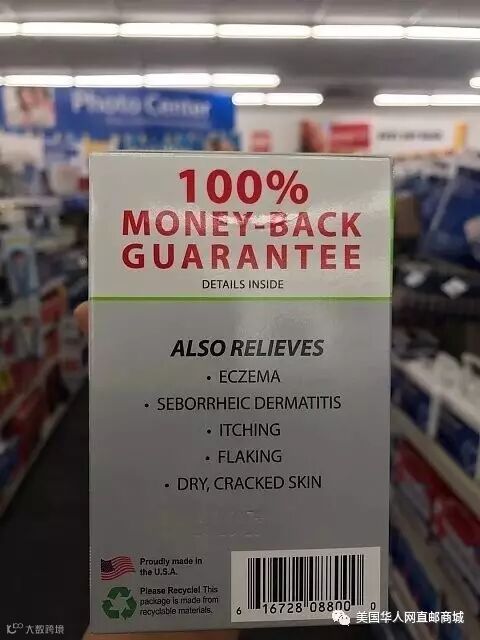 Photo Center
100%
MONEY-BACK
GUARANTEE
DETAILS INSIDE
ALSO RELIEVES
• ECZEMA
• SEBORRHEIC DERMATITIS
• ITCHING
• FLAKING
• DRY, CRACKED SKIN
Proudly made in
the U.S.A.
Please Recycle! This
package is made from
recyclable materials.
6 16728 08800 0
大数跨境
美国华人网直邮商城